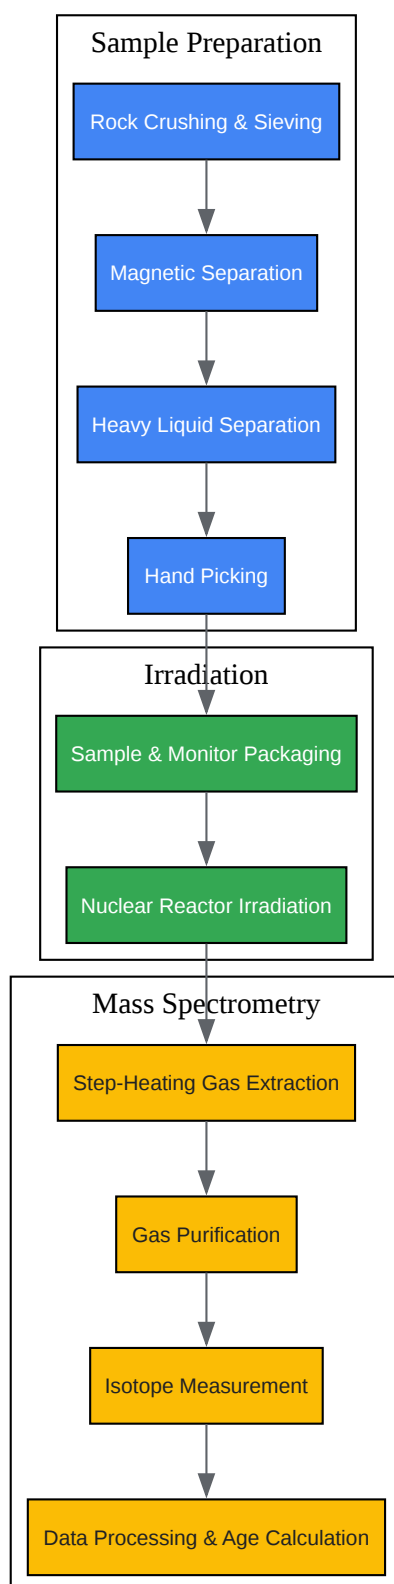 Sample Preparation
Rock Crushing & Sieving
Magnetic Separation
Heavy Liquid Separation
Hand Picking
Irradiation
Sample & Monitor Packaging
Nuclear Reactor Irradiation
Mass Spectrometry
Step-Heating Gas Extraction
Gas Purification
Isotope Measurement
Data Processing & Age Calculation